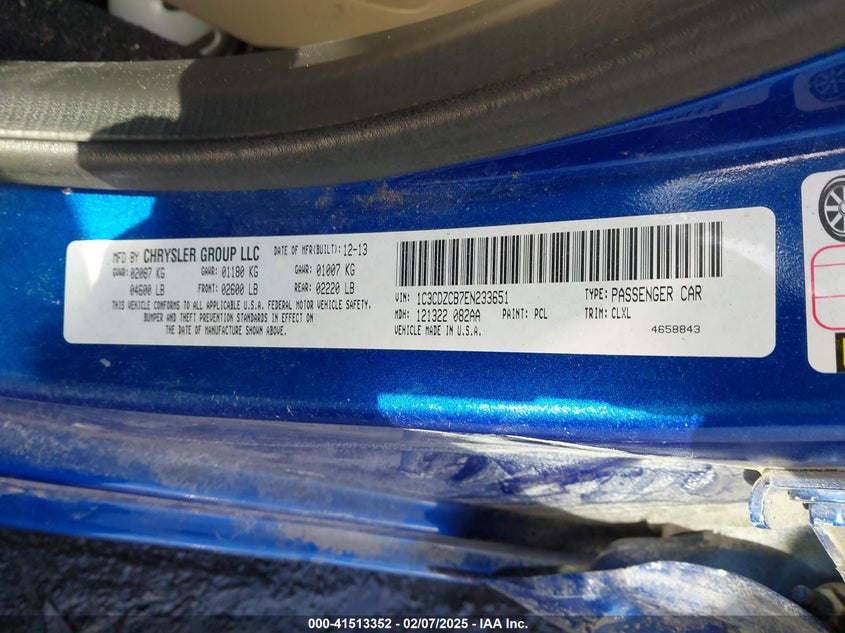 MFD BY CHRYSLER GROUP LLC DATE OF MFR(BUILT): 12-13
GVWR: 02087 KG GAWR: 01180 KG GAWR: 01007 KG
04600 LB FRONT: 02600 LB REAR: 02220 LB
THIS VEHICLE CONFORMS TO ALL APPLICABLE U.S.A. FEDERAL MOTOR VEHICLE SAFETY,
BUMPER AND THEFT PREVENTION STANDARDS IN EFFECT ON
THE DATE OF MANUFACTURE SHOWN ABOVE.
VIN: 1C3CDZCB7EN233651 TYPE: PASSENGER CAR
MDH: 121322 082AA PAINT: PCL TRIM: CLXL
VEHICLE MADE IN U.S.A. 4658843
000-41513352 / 02/07/2025 - IAA Inc.